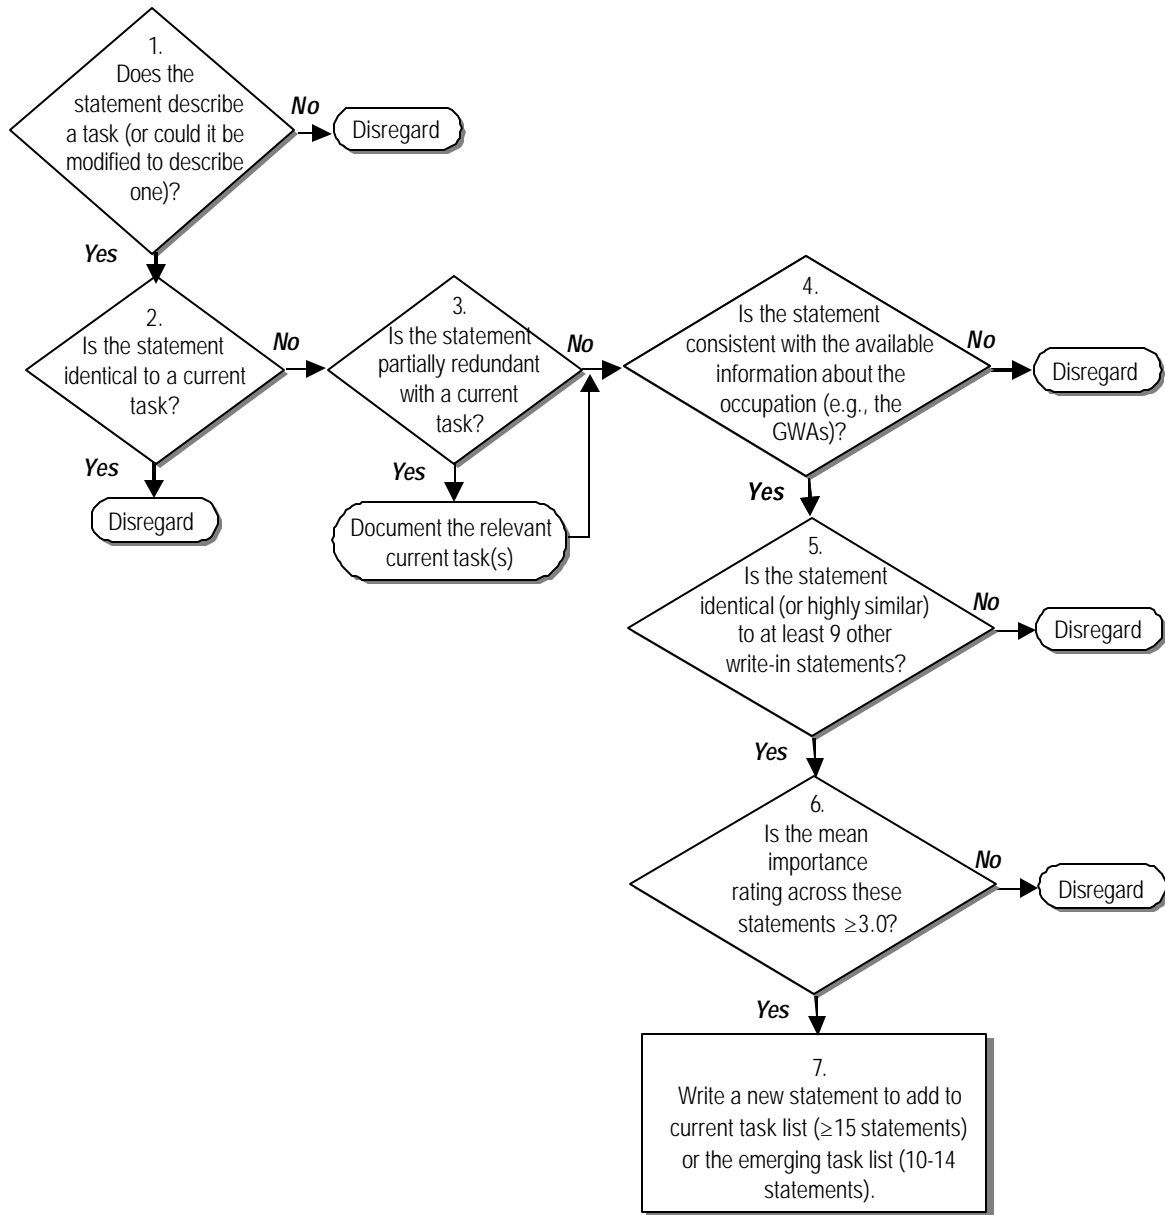 1.
Does the
statement describe
a task (or could it be
modified to describe
one)?
No
Disregard
Yes
2.
Is the statement
identical to a current
task?
No
Yes
Disregard
3.
Is the statement
partially redundant
with a current
task?
No
Yes
Document the relevant
current task(s)
4.
Is the statement
consistent with the available
information about the
occupation (e.g., the
GWAs)?
No
Disregard
Yes
5.
Is the statement
identical (or highly similar)
to at least 9 other
write-in statements?
No
Disregard
Yes
6.
Is the mean
importance
rating across these
statements ≥3.0?
No
Disregard
Yes
7.
Write a new statement to add to
current task list (≥15 statements)
or the emerging task list (10-14
statements).